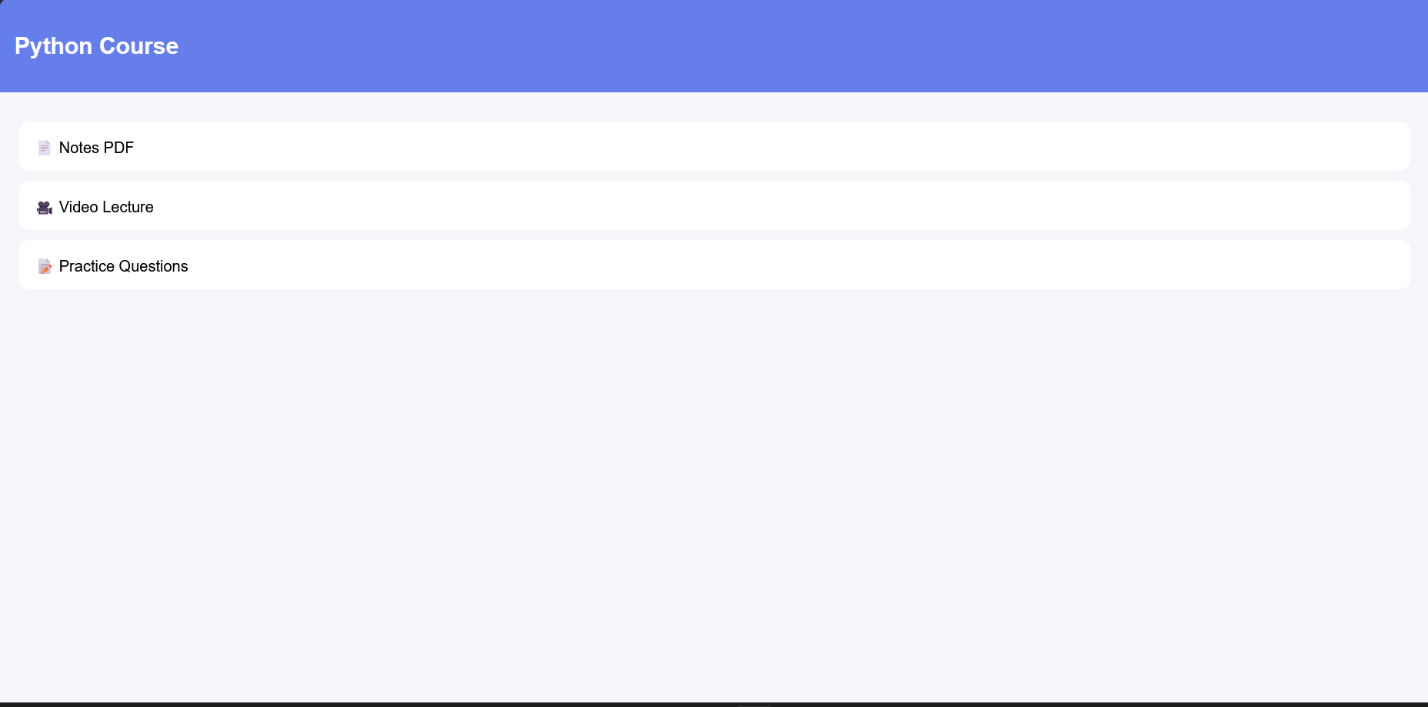 Python Course
Notes PDF
Video Lecture
Practice Questions